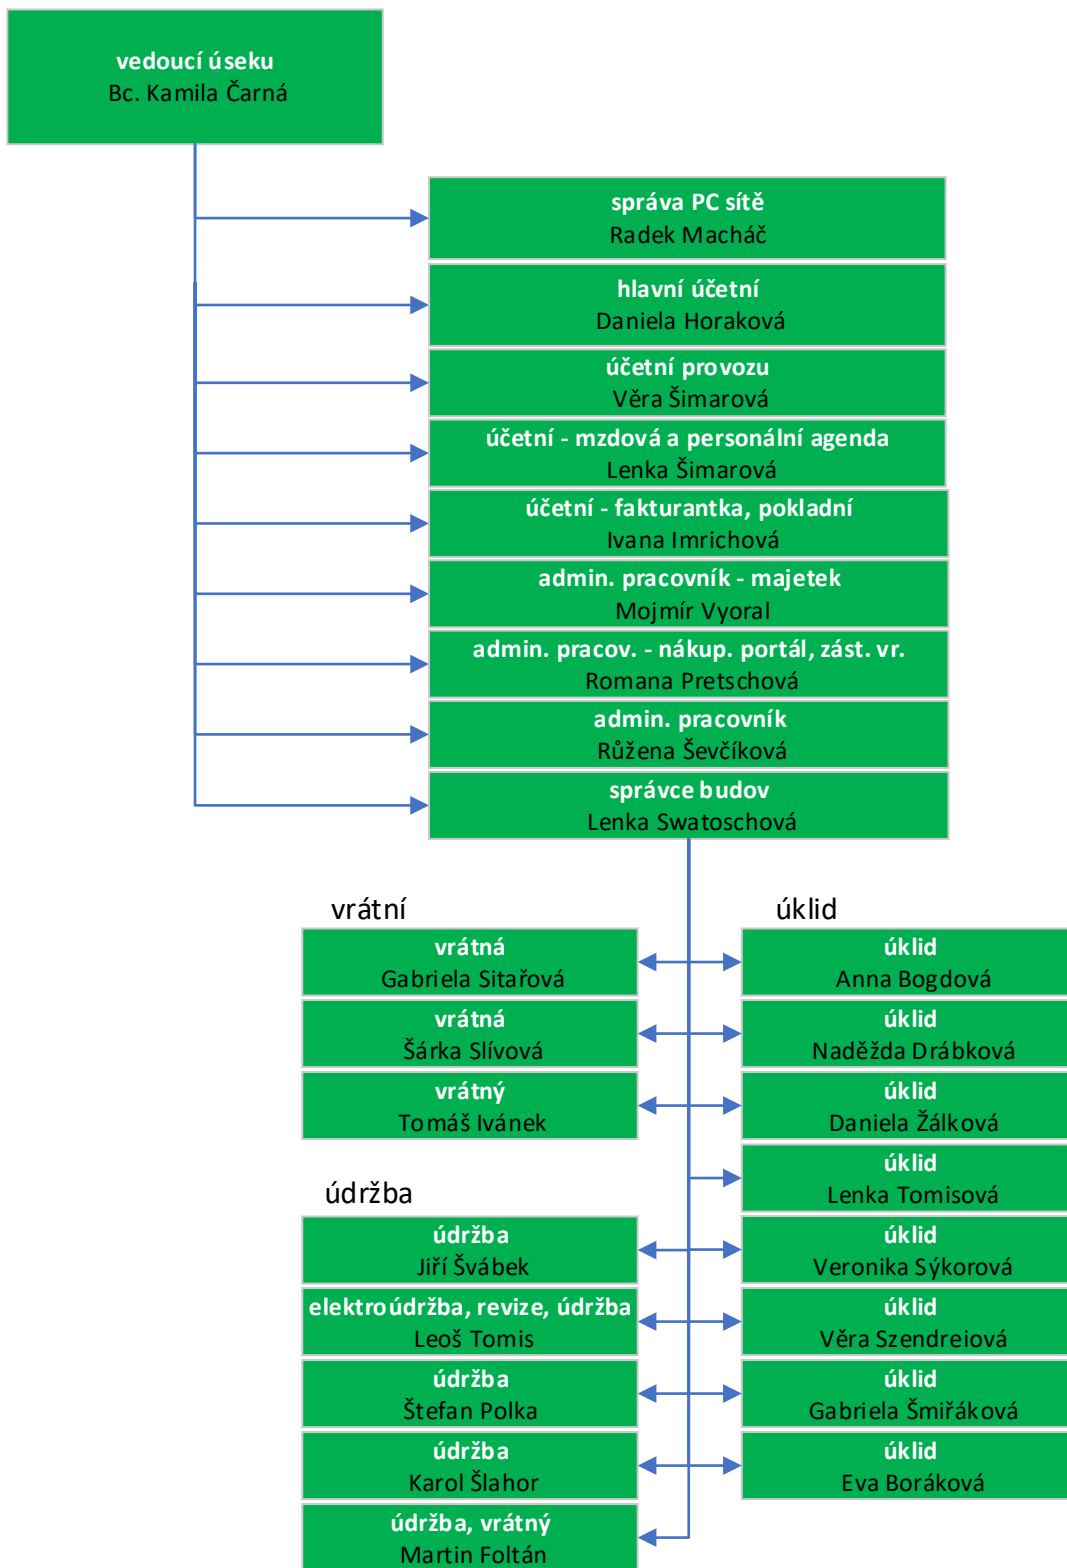 vedoucí úseku
Bc. Kamila Čarná
správa PC sítě
Radek Macháč
hlavní účetní
Daniela Horaková
účetní provozu
Věra Šimarová
účetní - mzdová a personální agenda
Lenka Šimarová
účetní - fakturantka, pokladní
Ivana Imrichová
admin. pracovník - majetek
Mojmír Vyoral
admin. pracov. - nákup. portál, zást. vr.
Romana Pretschová
admin. pracovník
Růžena Ševčíková
správce budov
Lenka Swatoschová
vrátní
vrátná
Gabriela Sitařová
vrátná
Šárka Slívová
vrátný
Tomáš Ivánek
údržba
údržba
Jiří Švábek
elektroúdržba, revize, údržba
Leoš Tomis
údržba
Štefan Polka
údržba
Karol Šlahor
údržba, vrátný
Martin Foltán
úklid
úklid
Anna Bogdová
úklid
Naděžda Drábková
úklid
Daniela Žálková
úklid
Lenka Tomisová
úklid
Veronika Sýkorová
úklid
Věra Szendreiová
úklid
Gabriela Šmiřáková
úklid
Eva Boráková